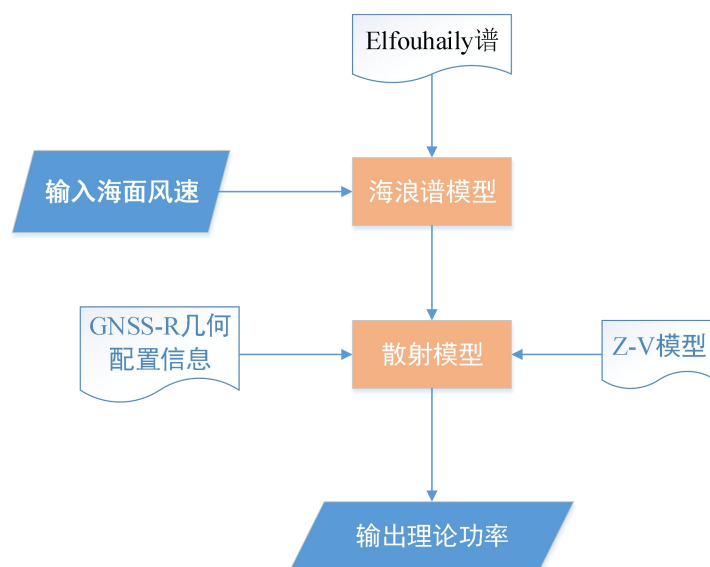 Elfouhaily谱
输入海面风速
海浪谱模型
GNSS-R几何
配置信息
散射模型
Z-V模型
输出理论功率